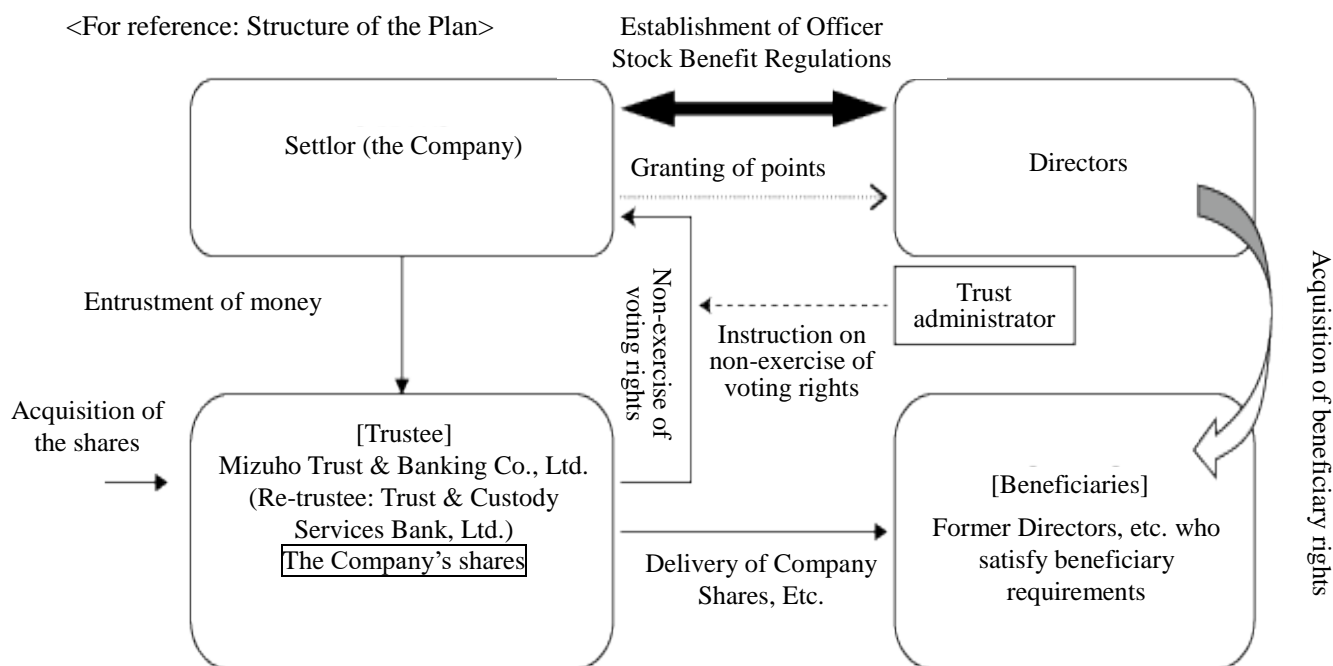 <For reference: Structure of the Plan>
Establishment of Officer
Stock Benefit Regulations
Settlor (the Company)
Granting of points
Directors
Entrustment of money
Non-exercise of
voting rights
Instruction on
non-exercise of
voting rights
Trust
administrator
Acquisition of beneficiary rights
Acquisition of
the shares
[Trustee]
Mizuho Trust & Banking Co., Ltd.
(Re-trustee: Trust & Custody
Services Bank, Ltd.)
The Company’s shares
Delivery of Company
Shares, Etc.
[Beneficiaries]
Former Directors, etc. who
satisfy beneficiary
requirements